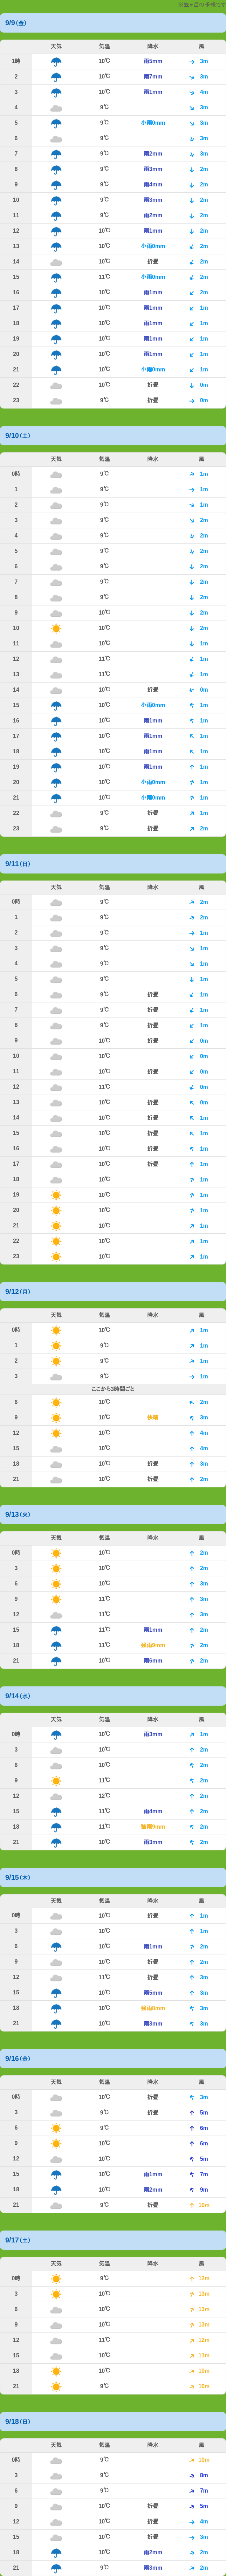 9/9(金)
天気 気温 降水 風
1時 10℃ 雨5mm 3m
2 10℃ 雨7mm 3m
3 10℃ 雨1mm 4m
4 9℃ 3m
5 9℃ 小雨0mm 3m
6 9℃ 3m
7 9℃ 雨2mm 3m
8 9℃ 雨3mm 2m
9 9℃ 雨4mm 2m
10 9℃ 雨3mm 2m
11 9℃ 雨2mm 2m
12 10℃ 雨1mm 2m
13 10℃ 小雨0mm 2m
14 10℃ 折畳 2m
15 11℃ 小雨0mm 2m
16 10℃ 雨1mm 2m
17 10℃ 雨1mm 1m
18 10℃ 雨1mm 1m
19 10℃ 雨1mm 1m
20 10℃ 雨1mm 1m
21 10℃ 小雨0mm 1m
22 10℃ 折畳 0m
23 9℃ 折畳 0m
9/10(土)
天気 気温 降水 風
0時 9℃ 1m
1 9℃ 1m
2 9℃ 1m
3 9℃ 2m
4 9℃ 2m
5 9℃ 2m
6 9℃ 2m
7 9℃ 2m
8 9℃ 2m
9 10℃ 2m
10 10℃ 2m
11 10℃ 1m
12 11℃ 1m
13 11℃ 1m
14 10℃ 折畳 0m
15 10℃ 小雨0mm 1m
16 10℃ 雨1mm 1m
17 10℃ 雨1mm 1m
18 10℃ 雨1mm 1m
19 10℃ 雨1mm 1m
20 10℃ 小雨0mm 1m
21 10℃ 小雨0mm 1m
22 9℃ 折畳 1m
23 9℃ 折畳 2m
9/11(日)
天気 気温 降水 風
0時 9℃ 2m
1 9℃ 2m
2 9℃ 1m
3 9℃ 1m
4 9℃ 1m
5 9℃ 1m
6 9℃ 折畳 1m
7 9℃ 折畳 1m
8 9℃ 折畳 1m
9 10℃ 折畳 0m
10 10℃ 0m
11 10℃ 折畳 0m
12 11℃ 0m
13 10℃ 折畳 0m
14 10℃ 折畳 1m
15 10℃ 折畳 1m
16 10℃ 折畳 1m
17 10℃ 折畳 1m
18 10℃ 1m
19 10℃ 1m
20 10℃ 1m
21 10℃ 1m
22 10℃ 1m
23 10℃ 1m
9/12(月)
天気 気温 降水 風
0時 10℃ 1m
1 9℃ 1m
2 9℃ 1m
3 9℃ 1m
ここから3時間ごと
6 10℃ 2m
9 10℃ 快晴 3m
12 10℃ 4m
15 10℃ 4m
18 10℃ 折畳 3m
21 10℃ 折畳 2m
9/13(火)
天気 気温 降水 風
0時 10℃ 2m
3 10℃ 2m
6 10℃ 3m
9 11℃ 3m
12 11℃ 3m
15 11℃ 雨1mm 2m
18 11℃ 強雨9mm 2m
21 10℃ 雨6mm 2m
9/14(水)
天気 気温 降水 風
0時 10℃ 雨3mm 1m
3 10℃ 2m
6 10℃ 2m
9 11℃ 2m
12 12℃ 2m
15 11℃ 雨4mm 2m
18 11℃ 強雨9mm 2m
21 10℃ 雨3mm 2m
9/15(木)
天気 気温 降水 風
0時 10℃ 折畳 1m
3 10℃ 1m
6 10℃ 雨1mm 2m
9 10℃ 折畳 2m
12 11℃ 折畳 3m
15 10℃ 雨5mm 3m
18 10℃ 強雨8mm 3m
21 10℃ 雨3mm 3m
9/16(金)
天気 気温 降水 風
0時 10℃ 折畳 3m
3 9℃ 折畳 5m
6 9℃ 6m
9 10℃ 6m
12 10℃ 5m
15 10℃ 雨1mm 7m
18 10℃ 雨2mm 9m
21 9℃ 折畳 10m
9/17(土)
天気 気温 降水 風
0時 9℃ 12m
3 10℃ 13m
6 10℃ 13m
9 10℃ 13m
12 11℃ 12m
15 10℃ 11m
18 10℃ 10m
21 9℃ 10m
9/18(日)
天気 気温 降水 風
0時 9℃ 10m
3 9℃ 8m
6 9℃ 7m
9 10℃ 折畳 5m
12 10℃ 折畳 4m
15 10℃ 折畳 3m
18 10℃ 雨2mm 2m
21 9℃ 雨3mm 2m